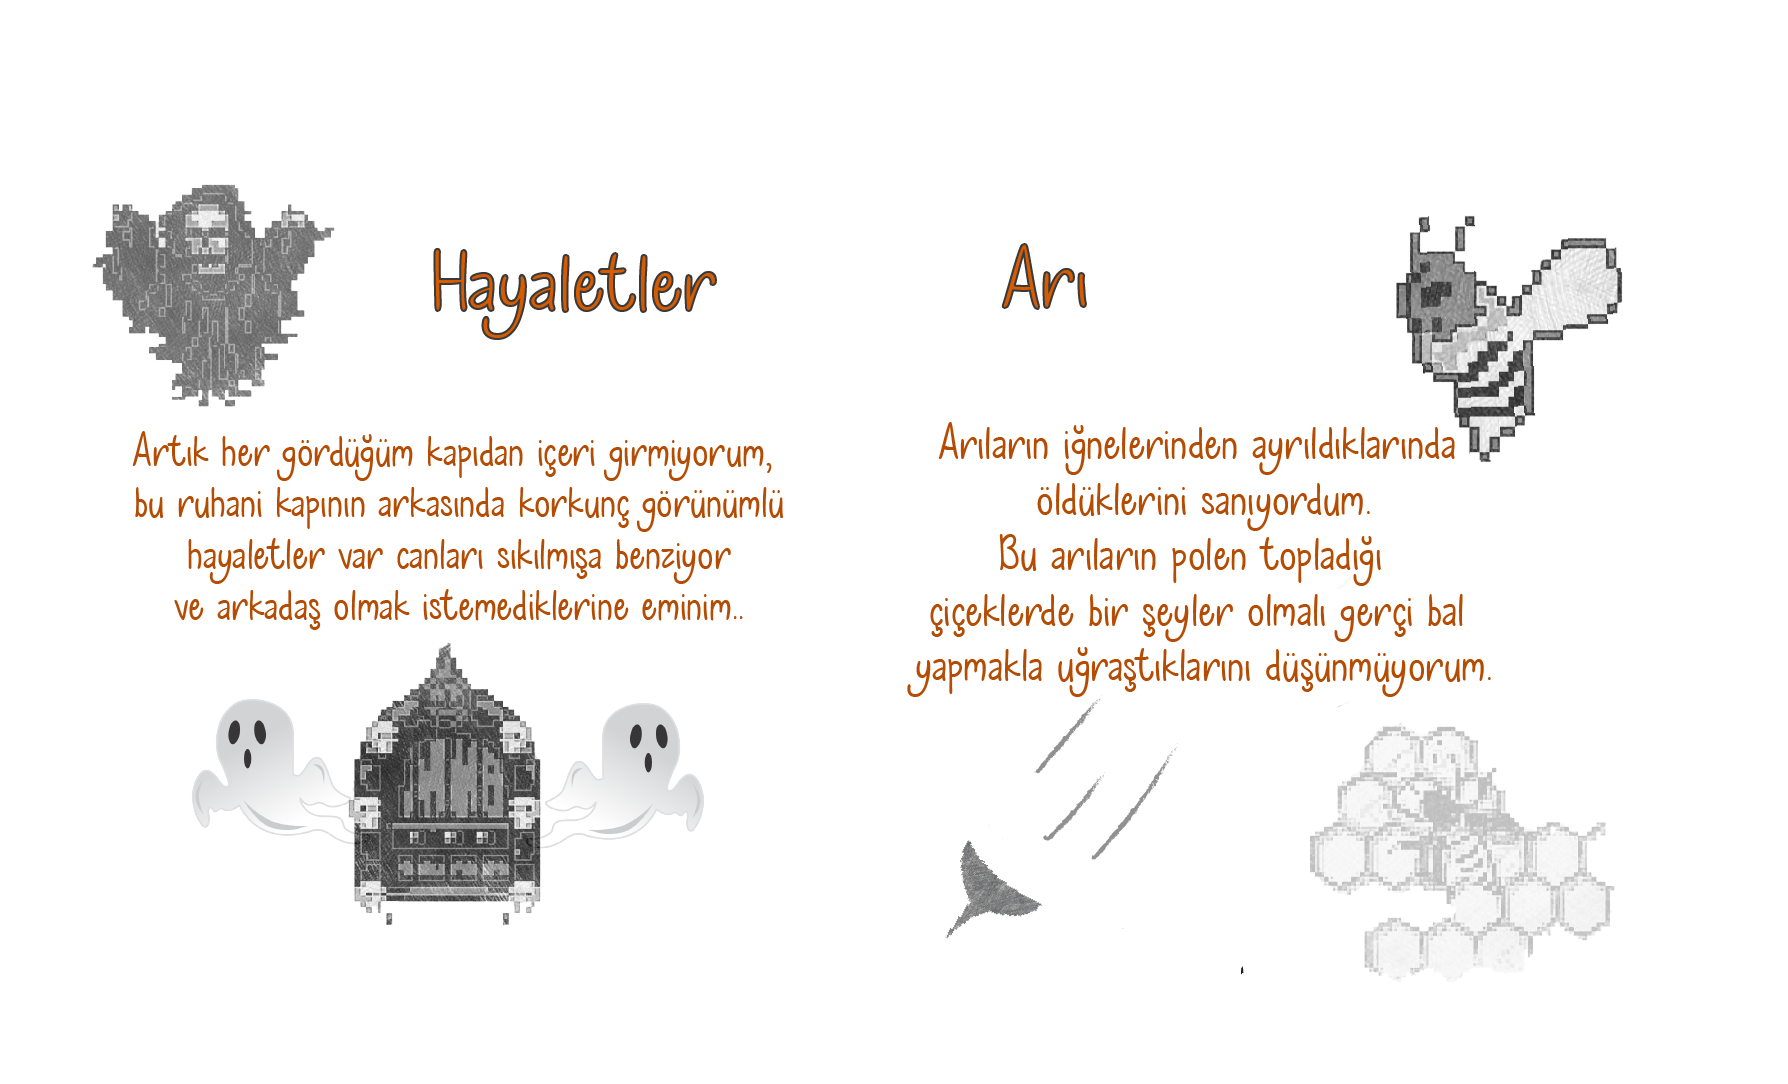 Hayaletler
Artık her gördüğüm kapıdan içeri girmiyorum,
bu ruhani kapının arkasında korkunç görünümlü
hayaletler var canları sıkılmışa benziyor
ve arkadaş olmak istemediklerine eminim..
Arı
Arıların iğnelerinden ayrıldıklarında
öldüklerini sanıyordum.
Bu arıların polen topladığı
çiçeklerde bir şeyler olmalı gerçi bal
yapmakla uğraştıklarını düşünmüyorum.